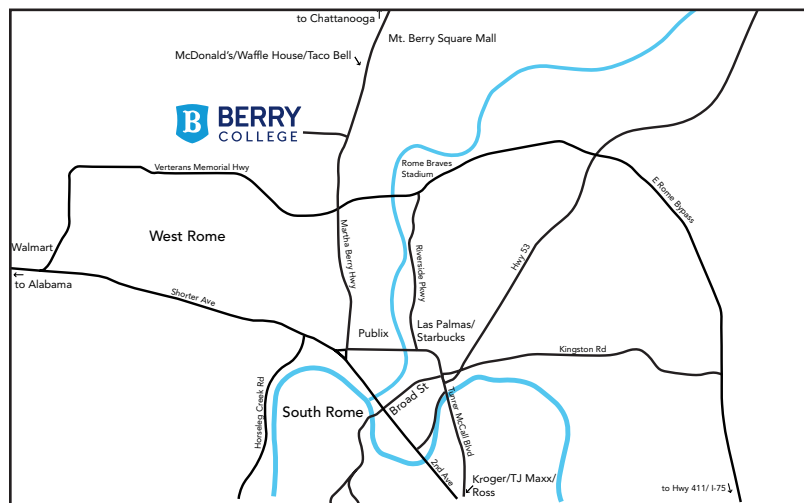 to Chattanooga
Mt. Berry Square Mall
McDonald's/Waffle House/Taco Bell
B
BERRY
COLLEGE
Verterans Memorial Hwy
Rome Braves
Stadium
E Rome Bypass
Martha Berry Hwy
Riverside Pkwy
Hwy 53
West Rome
Walmart
to Alabama
Shorter Ave
Publix
Las Palmas/
Starbucks
Kingston Rd
Horseleg Creek Rd
South Rome
Broad St
Tunrer McCall Blvd
2nd Ave
Kroger/TJ Maxx/
Ross
to Hwy 411/ I-75